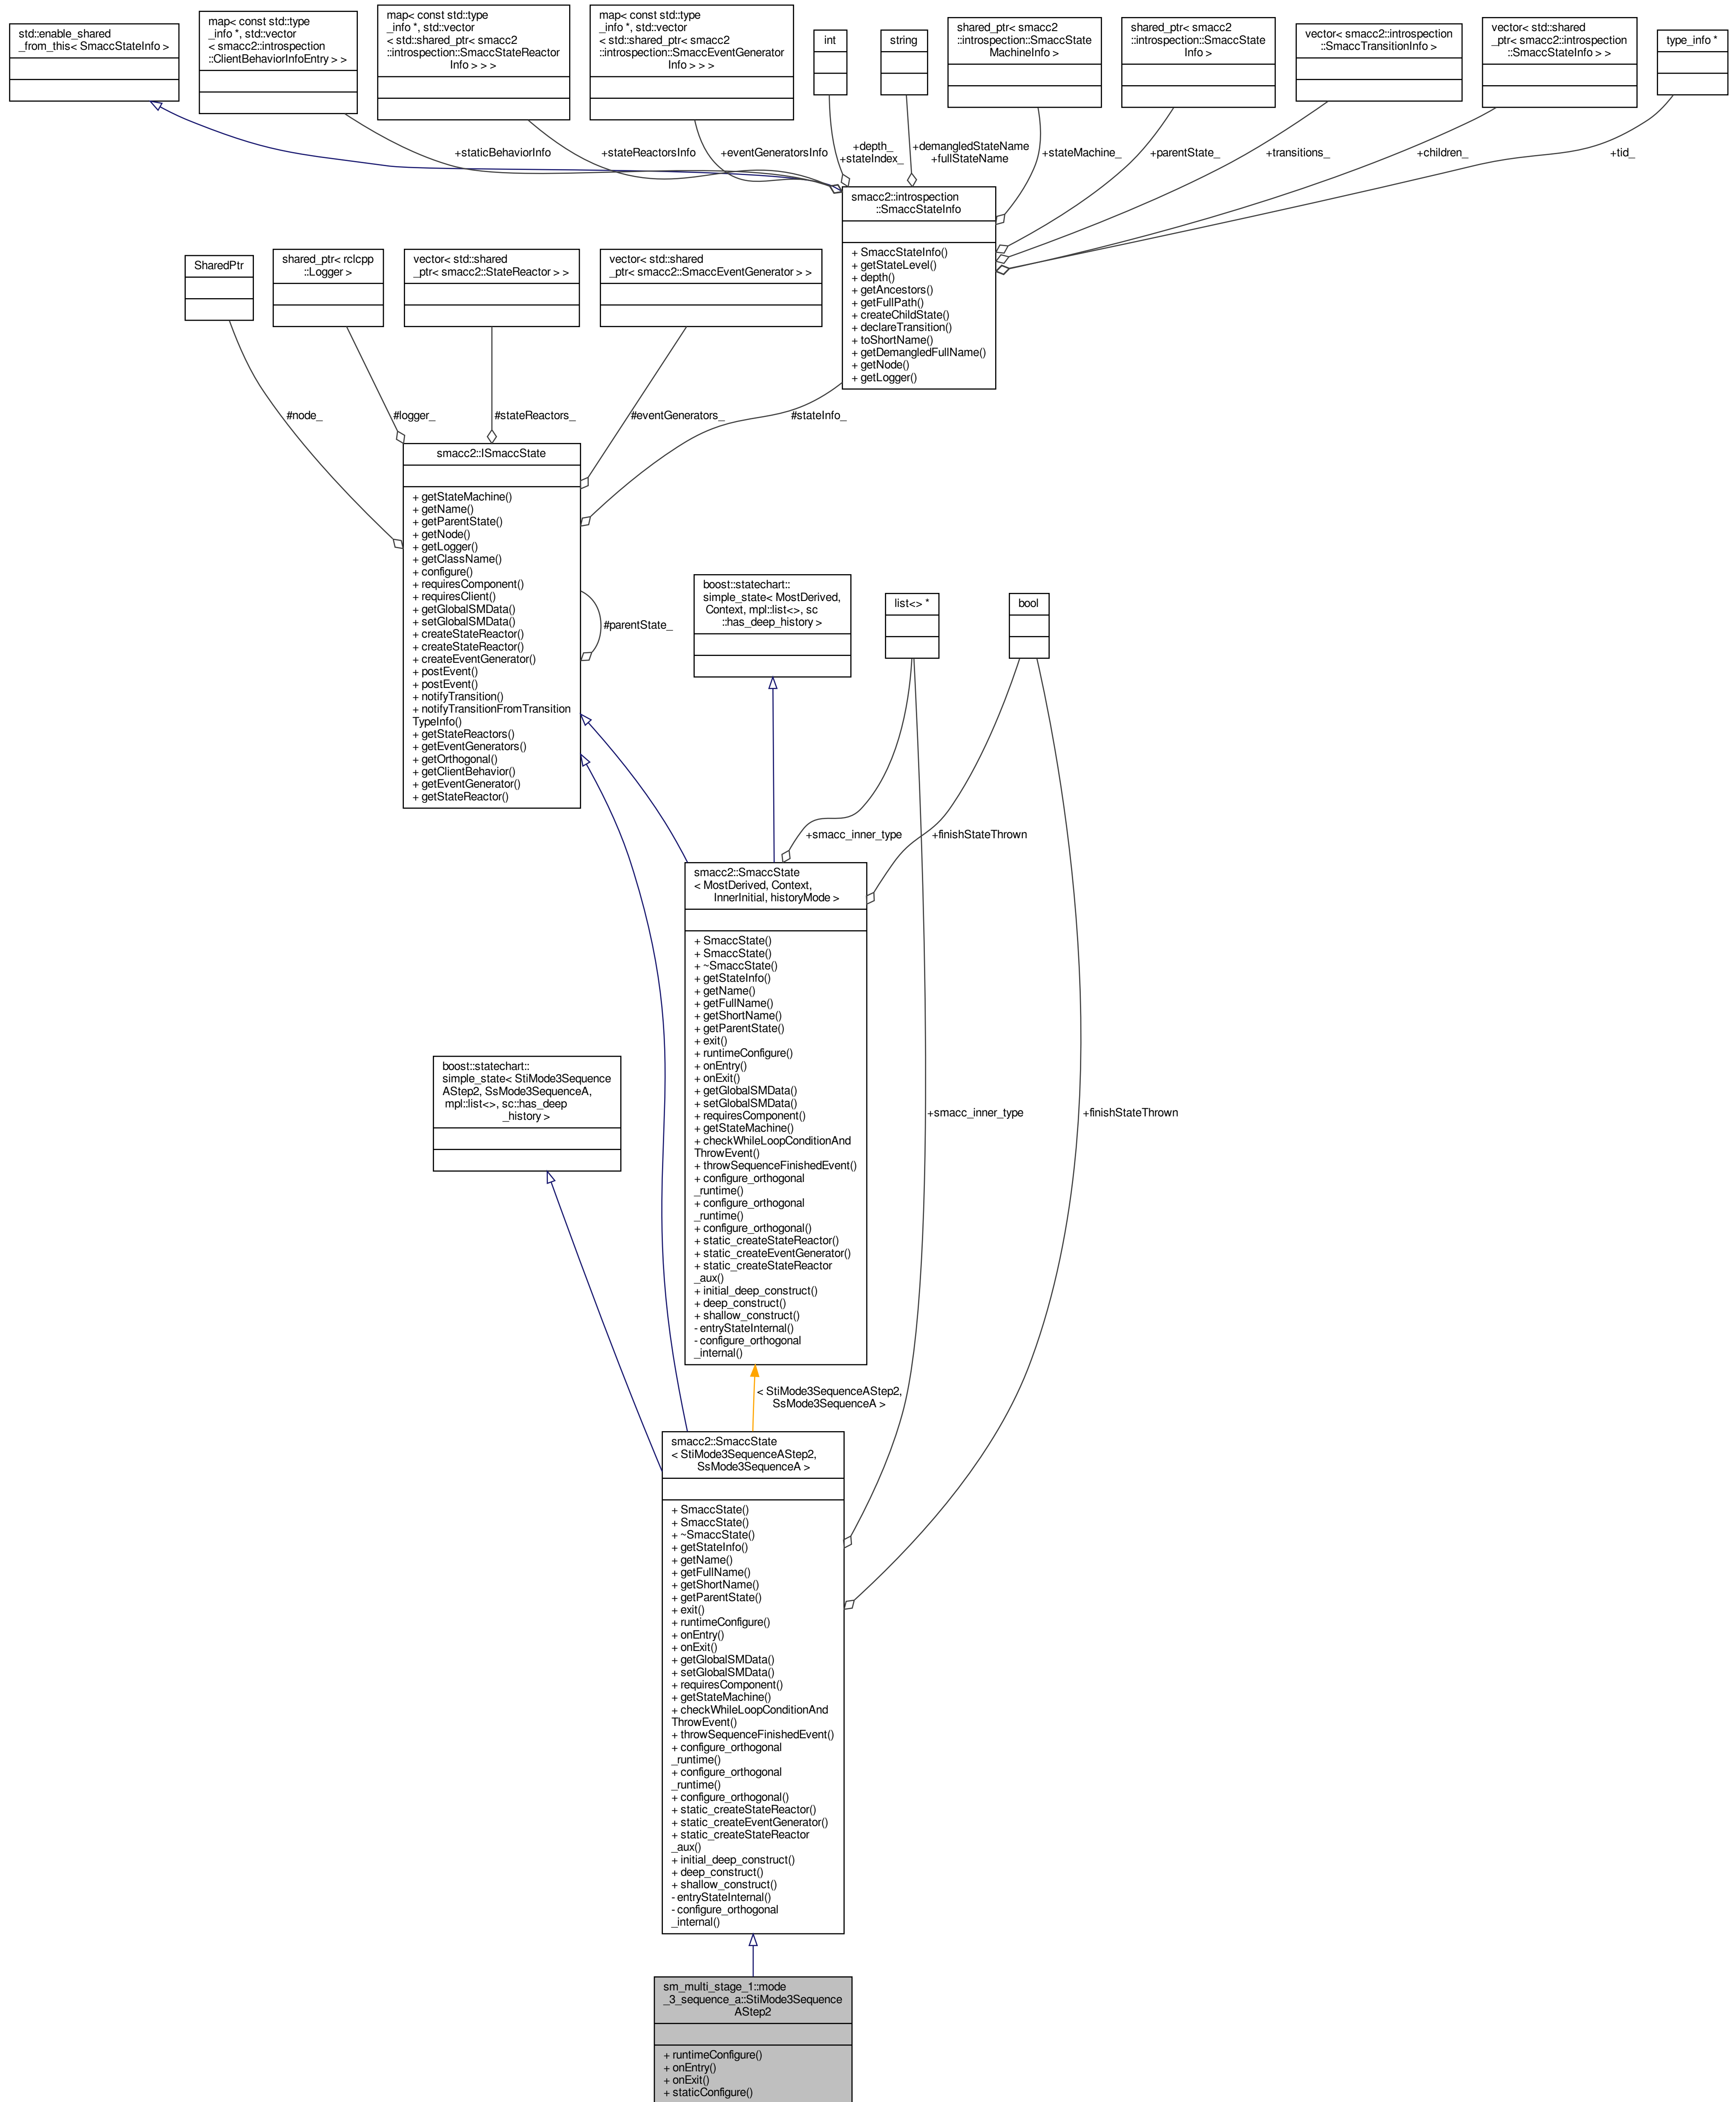 std::enable_shared
_from_this< SmaccStateInfo >
map< const std::type
_info *, std::vector
< smacc2::introspection
::ClientBehaviorInfoEntry > >
map< const std::type
_info *, std::vector
< std::shared_ptr< smacc2
::introspection::SmaccStateReactor
Info > > >
map< const std::type
_info *, std::vector
< std::shared_ptr< smacc2
::introspection::SmaccEventGenerator
Info > > >
int
string
shared_ptr< smacc2
::introspection::SmaccState
MachineInfo >
shared_ptr< smacc2
::introspection::SmaccState
Info >
vector< smacc2::introspection
::SmaccTransitionInfo >
vector< std::shared
_ptr< smacc2::introspection
::SmaccStateInfo > >
type_info *
+staticBehaviorInfo
+stateReactorsInfo
+eventGeneratorsInfo
+depth_
+stateIndex_
+demangledStateName
+fullStateName
+stateMachine_
+parentState_
+transitions_
+children_
+tid_
smacc2::introspection
::SmaccStateInfo
+ SmaccStateInfo()
+ getStateLevel()
+ depth()
+ getAncestors()
+ getFullPath()
+ createChildState()
+ declareTransition()
+ toShortName()
+ getDemangledFullName()
+ getNode()
+ getLogger()
SharedPtr
shared_ptr< rclcpp
::Logger >
vector< std::shared
_ptr< smacc2::StateReactor > >
vector< std::shared
_ptr< smacc2::SmaccEventGenerator > >
#node_
#logger_
#stateReactors_
#eventGenerators_
#stateInfo_
smacc2::ISmaccState
+ getStateMachine()
+ getName()
+ getParentState()
+ getNode()
+ getLogger()
+ getClassName()
+ configure()
+ requiresComponent()
+ requiresClient()
+ getGlobalSMData()
+ setGlobalSMData()
+ createStateReactor()
+ createStateReactor()
+ createEventGenerator()
+ postEvent()
+ postEvent()
+ notifyTransition()
+ notifyTransitionFromTransition
TypeInfo()
+ getStateReactors()
+ getEventGenerators()
+ getOrthogonal()
+ getClientBehavior()
+ getEventGenerator()
+ getStateReactor()
#parentState_
boost::statechart::
simple_state< MostDerived,
Context, mpl::list<>, sc
::has_deep_history >
list<> *
bool
+smacc_inner_type
+finishStateThrown
smacc2::SmaccState
< MostDerived, Context,
InnerInitial, historyMode >
+ SmaccState()
+ SmaccState()
+ ~SmaccState()
+ getStateInfo()
+ getName()
+ getFullName()
+ getShortName()
+ getParentState()
+ exit()
+ runtimeConfigure()
+ onEntry()
+ onExit()
+ getGlobalSMData()
+ setGlobalSMData()
+ requiresComponent()
+ getStateMachine()
+ checkWhileLoopConditionAnd
ThrowEvent()
+ throwSequenceFinishedEvent()
+ configure_orthogonal
_runtime()
+ configure_orthogonal
_runtime()
+ configure_orthogonal()
+ static_createStateReactor()
+ static_createEventGenerator()
+ static_createStateReactor
_aux()
+ initial_deep_construct()
+ deep_construct()
+ shallow_construct()
- entryStateInternal()
- configure_orthogonal
_internal()
boost::statechart::
simple_state< StiMode3Sequence
AStep2, SsMode3SequenceA,
mpl::list<>, sc::has_deep
_history >
+smacc_inner_type
+finishStateThrown
< StiMode3SequenceAStep2,
SsMode3SequenceA >
smacc2::SmaccState
< StiMode3SequenceAStep2,
SsMode3SequenceA >
+ SmaccState()
+ SmaccState()
+ ~SmaccState()
+ getStateInfo()
+ getName()
+ getFullName()
+ getShortName()
+ getParentState()
+ exit()
+ runtimeConfigure()
+ onEntry()
+ onExit()
+ getGlobalSMData()
+ setGlobalSMData()
+ requiresComponent()
+ getStateMachine()
+ checkWhileLoopConditionAnd
ThrowEvent()
+ throwSequenceFinishedEvent()
+ configure_orthogonal
_runtime()
+ configure_orthogonal
_runtime()
+ configure_orthogonal()
+ static_createStateReactor()
+ static_createEventGenerator()
+ static_createStateReactor
_aux()
+ initial_deep_construct()
+ deep_construct()
+ shallow_construct()
- entryStateInternal()
- configure_orthogonal
_internal()
sm_multi_stage_1::mode
_3_sequence_a::StiMode3Sequence
AStep2
+ runtimeConfigure()
+ onEntry()
+ onExit()
+ staticConfigure()